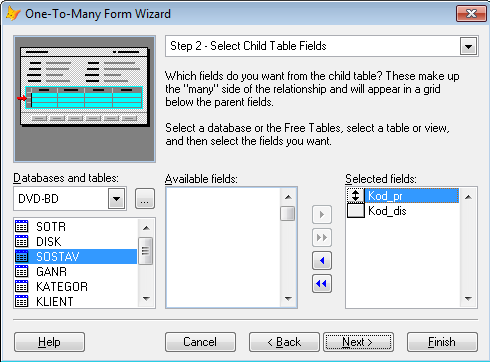 One-To-Many Form Wizard
Step 2 - Select Child Table Fields
Which fields do you want from the child table? These make up
the "many" side of the relationship and will appear in a grid
below the parent fields.
Select a database or the Free Tables, select a table or view,
and then select the fields you want.
Databases and tables:
Available fields:
Selected fields:
DVD-BD
...
SOTR
DISK
SOSTAV
GANR
KATEGOR
KLIENT
Kod_pr
Kod_dis
Help
Cancel
< Back
Next >
Finish